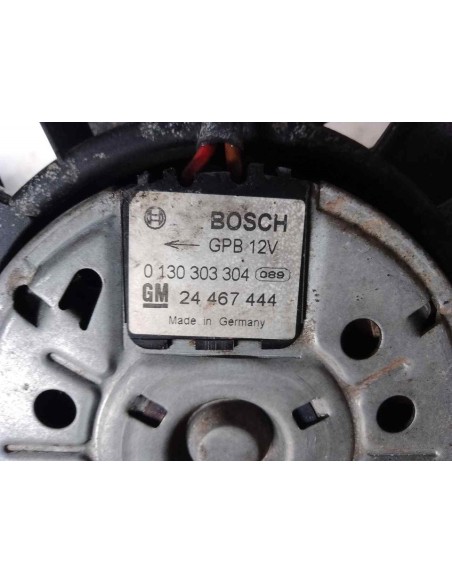 BOSCH
← GPB 12V
0 130 303 304 089
GM 24 467 444
Made in Germany